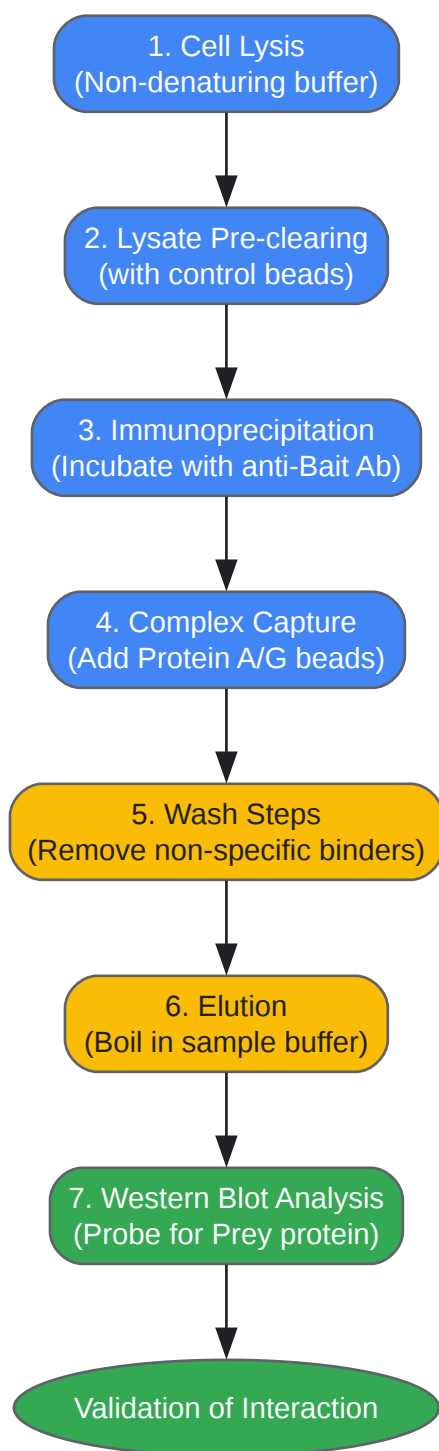 1. Cell Lysis
(Non-denaturing buffer)
2. Lysate Pre-clearing
(with control beads)
3. Immunoprecipitation
(Incubate with anti-Bait Ab)
4. Complex Capture
(Add Protein A/G beads)
5. Wash Steps
(Remove non-specific binders)
6. Elution
(Boil in sample buffer)
7. Western Blot Analysis
(Probe for Prey protein)
Validation of Interaction